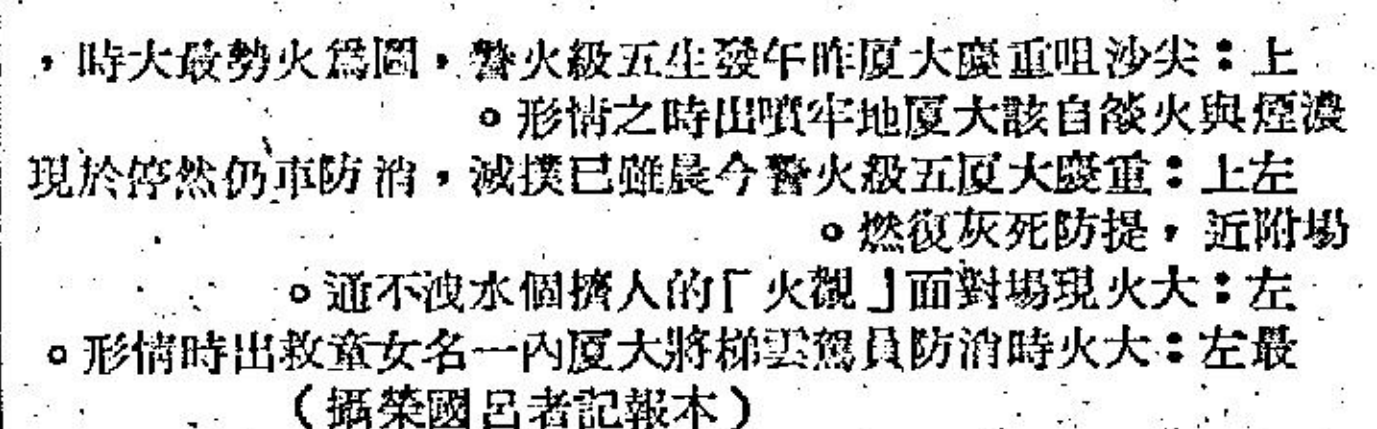 上：尖沙咀重慶大廈昨午發生五級火警，圖為火勢最大時，
濃煙與火燄自該大廈地牢噴出時之情形。
左上：重慶大廈五級火警今晨雖已撲滅，消防車仍然停於現
場附近，提防死灰復燃。
左：大火現場對面「觀火」的人擠個水洩不通。
最左：大火時消防員駕雲梯將大廈內一名女童救出時情形。
（本報記者呂國榮攝）